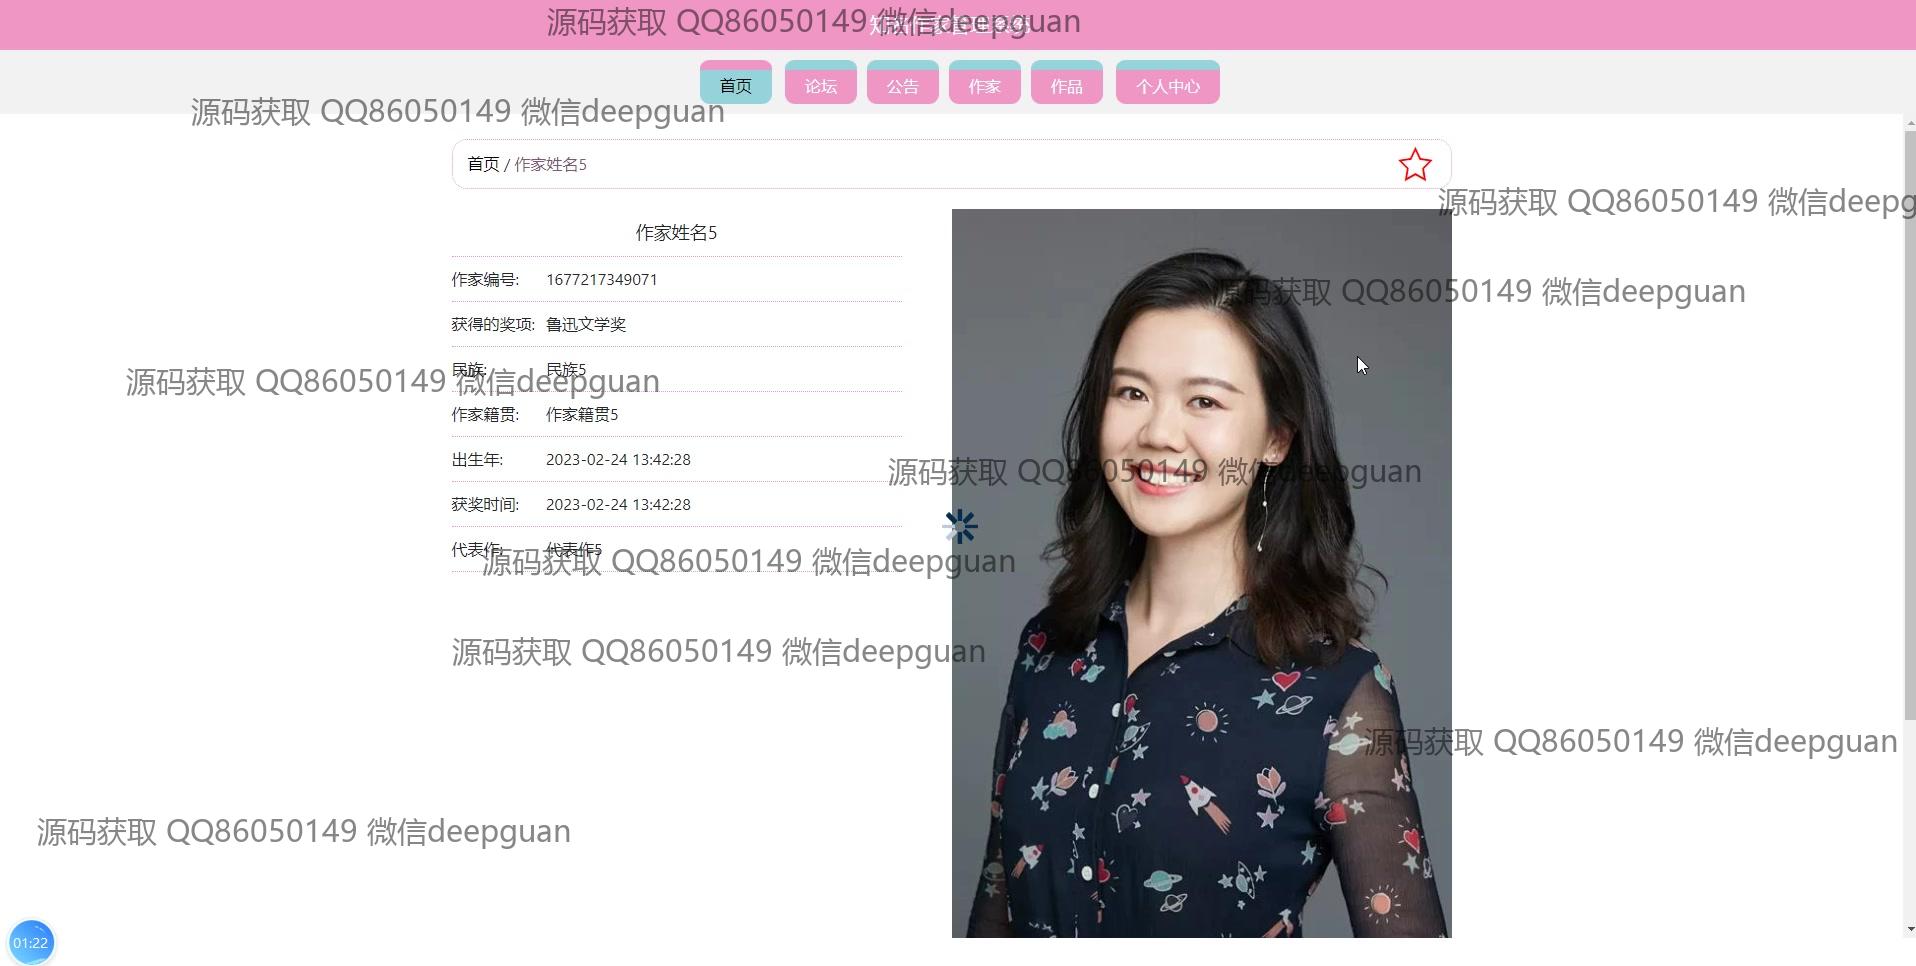 源码获取 QQ86050149 微信deepguan
知名作家管理系统
首页 论坛 公告 作家 作品 个人中心
源码获取 QQ86050149 微信deepguan
首页 / 作家姓名5
源码获取 QQ86050149 微信deepg
作家姓名5
作家编号: 1677217349071
源码获取 QQ86050149 微信deepguan
获得的奖项: 鲁迅文学奖
民族: 民族5
源码获取 QQ86050149 微信deepguan
作家籍贯: 作家籍贯5
出生年: 2023-02-24 13:42:28
源码获取 QQ86050149 微信deepguan
获奖时间: 2023-02-24 13:42:28
代表作: 代表作5
源码获取 QQ86050149 微信deepguan
源码获取 QQ86050149 微信deepguan
源码获取 QQ86050149 微信deepguan
源码获取 QQ86050149 微信deepguan
01:22